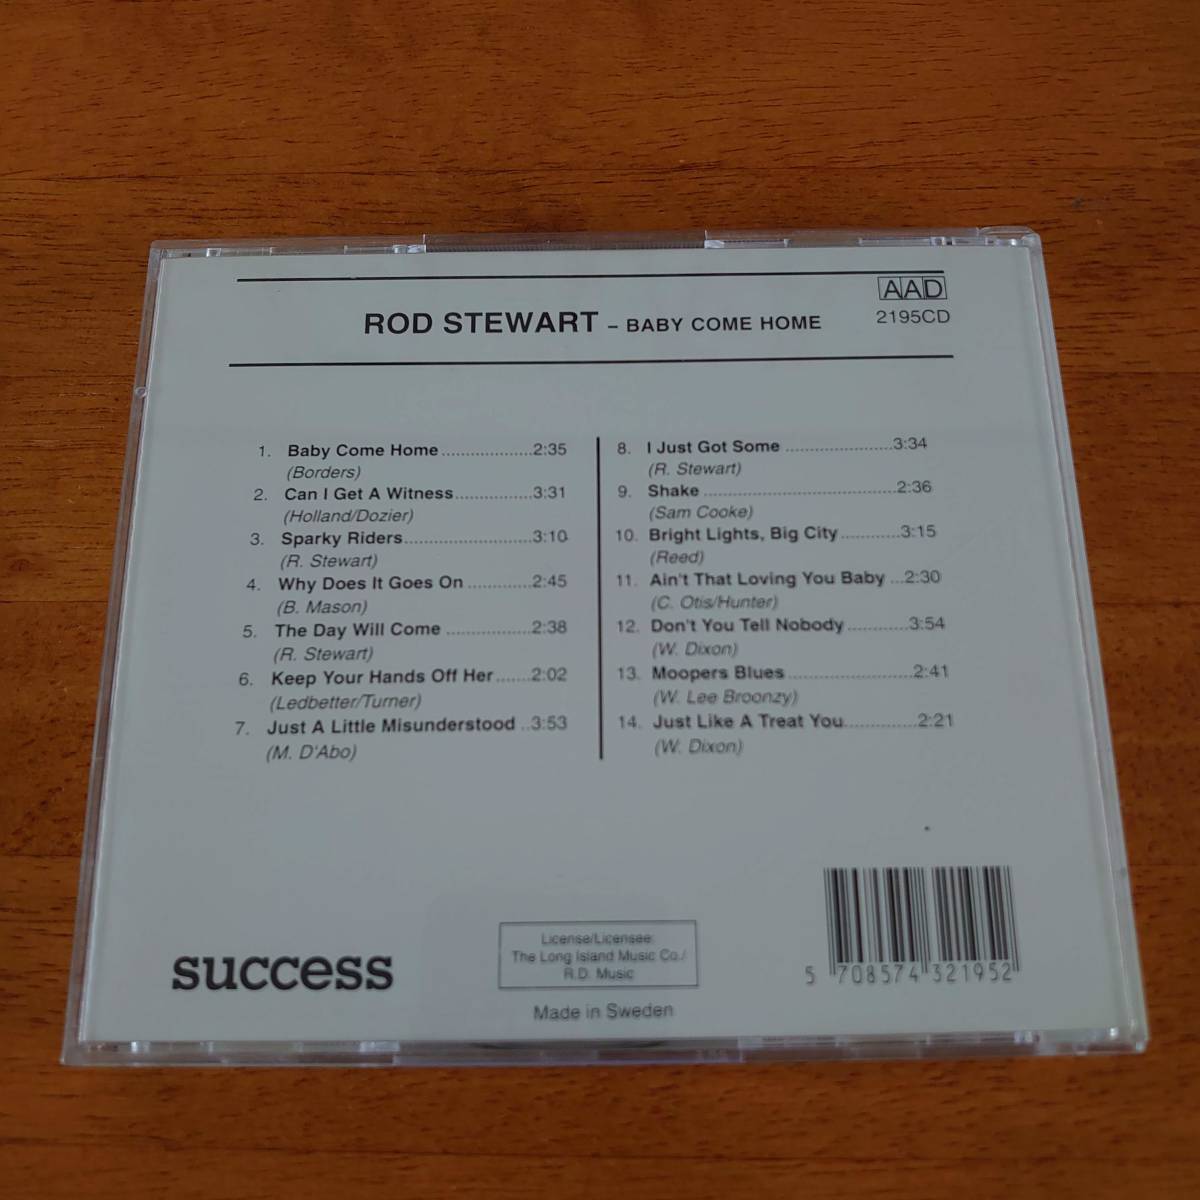 AAD
ROD STEWART – BABY COME HOME
2195CD
1. Baby Come Home ...................2:35
(Borders)
2. Can I Get A Witness................3:31
(Holland/Dozier)
3. Sparky Riders...........................3:10
(R. Stewart)
4. Why Does It Goes On .............2:45
(B. Mason)
5. The Day Will Come ..................2:38
(R. Stewart)
6. Keep Your Hands Off Her.......2:02
(Ledbetter/Turner)
7. Just A Little Misunderstood ..3:53
(M. D'Abo)
8. I Just Got Some ......................3:34
(R. Stewart)
9. Shake .......................................2:36
(Sam Cooke)
10. Bright Lights, Big City ............3:15
(Reed)
11. Ain't That Loving You Baby ...2:30
(C. Otis/Hunter)
12. Don't You Tell Nobody ............3:54
(W. Dixon)
13. Moopers Blues .........................2:41
(W. Lee Broonzy)
14. Just Like A Treat You..............2:21
(W. Dixon)
success
License/Licensee:
The Long Island Music Co./
R.D. Music
Made in Sweden
5 708574 321952